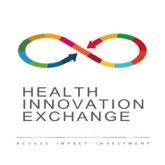 HEALTH
INNOVATION
EXCHANGE
ACCESS · IMPACT · INVESTMENT